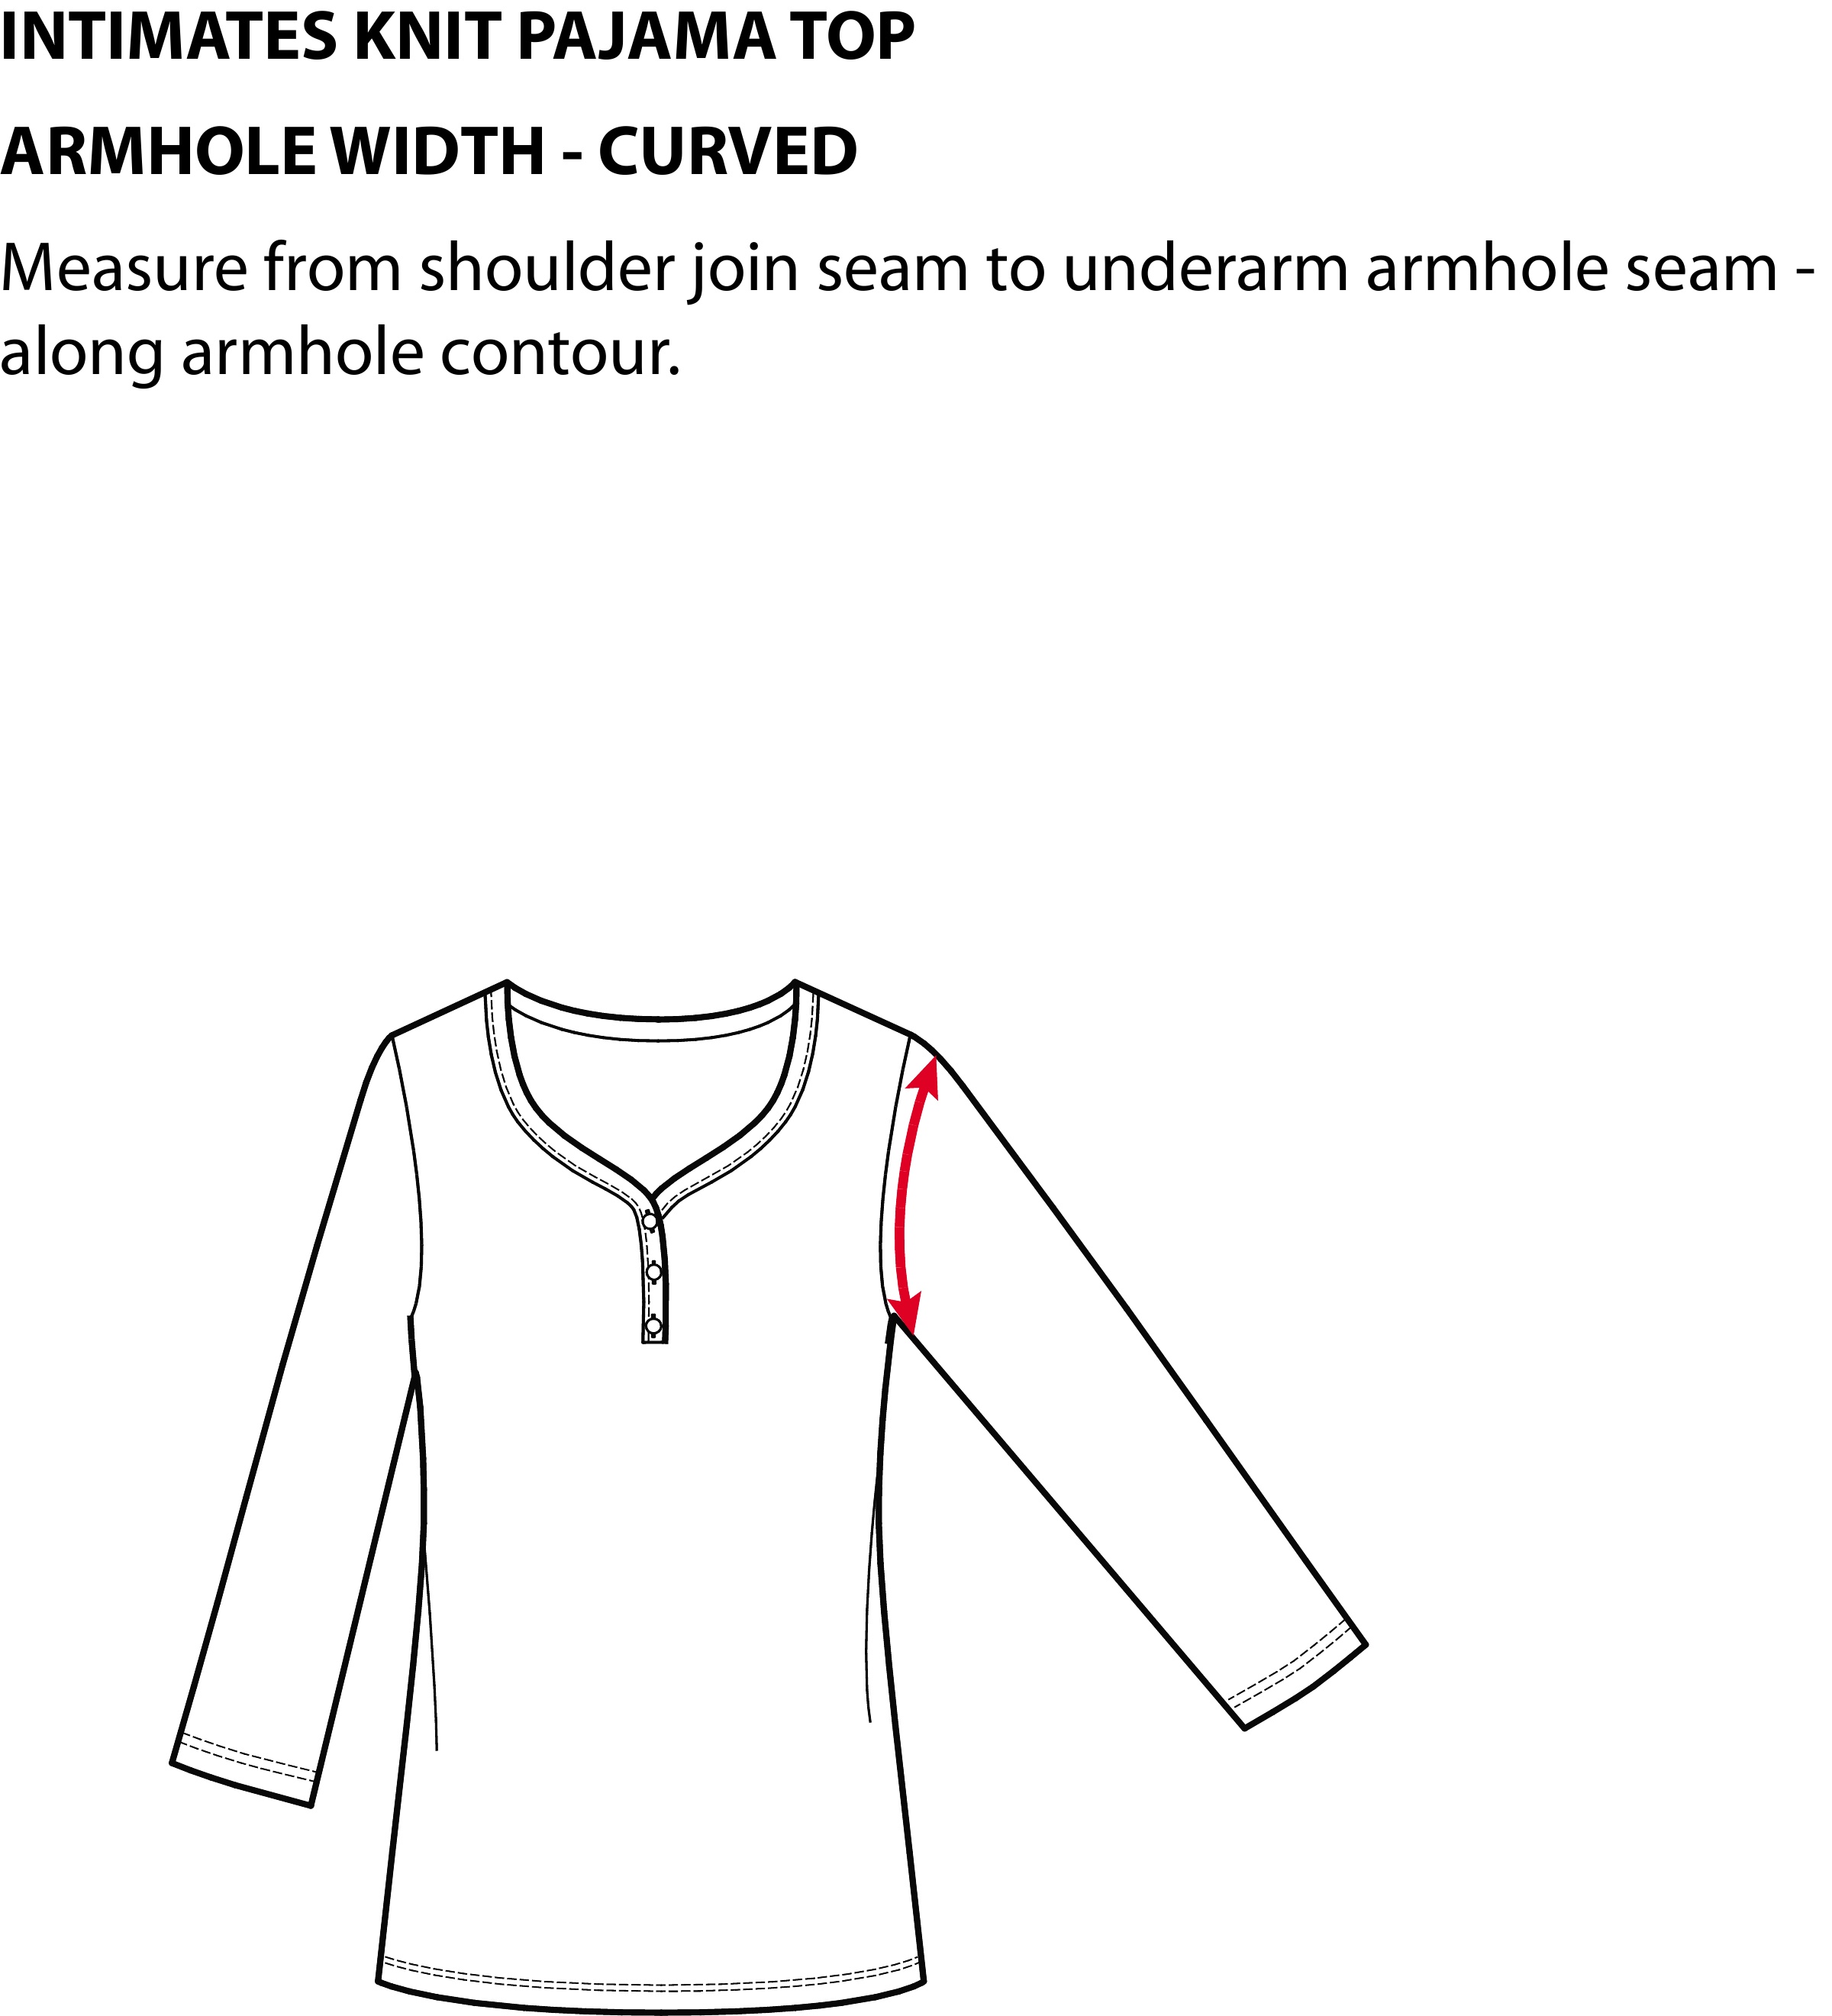 INTIMATES KNIT PAJAMA TOP
ARMHOLE WIDTH - CURVED
Measure from shoulder join seam to underarm armhole seam -
along armhole contour.